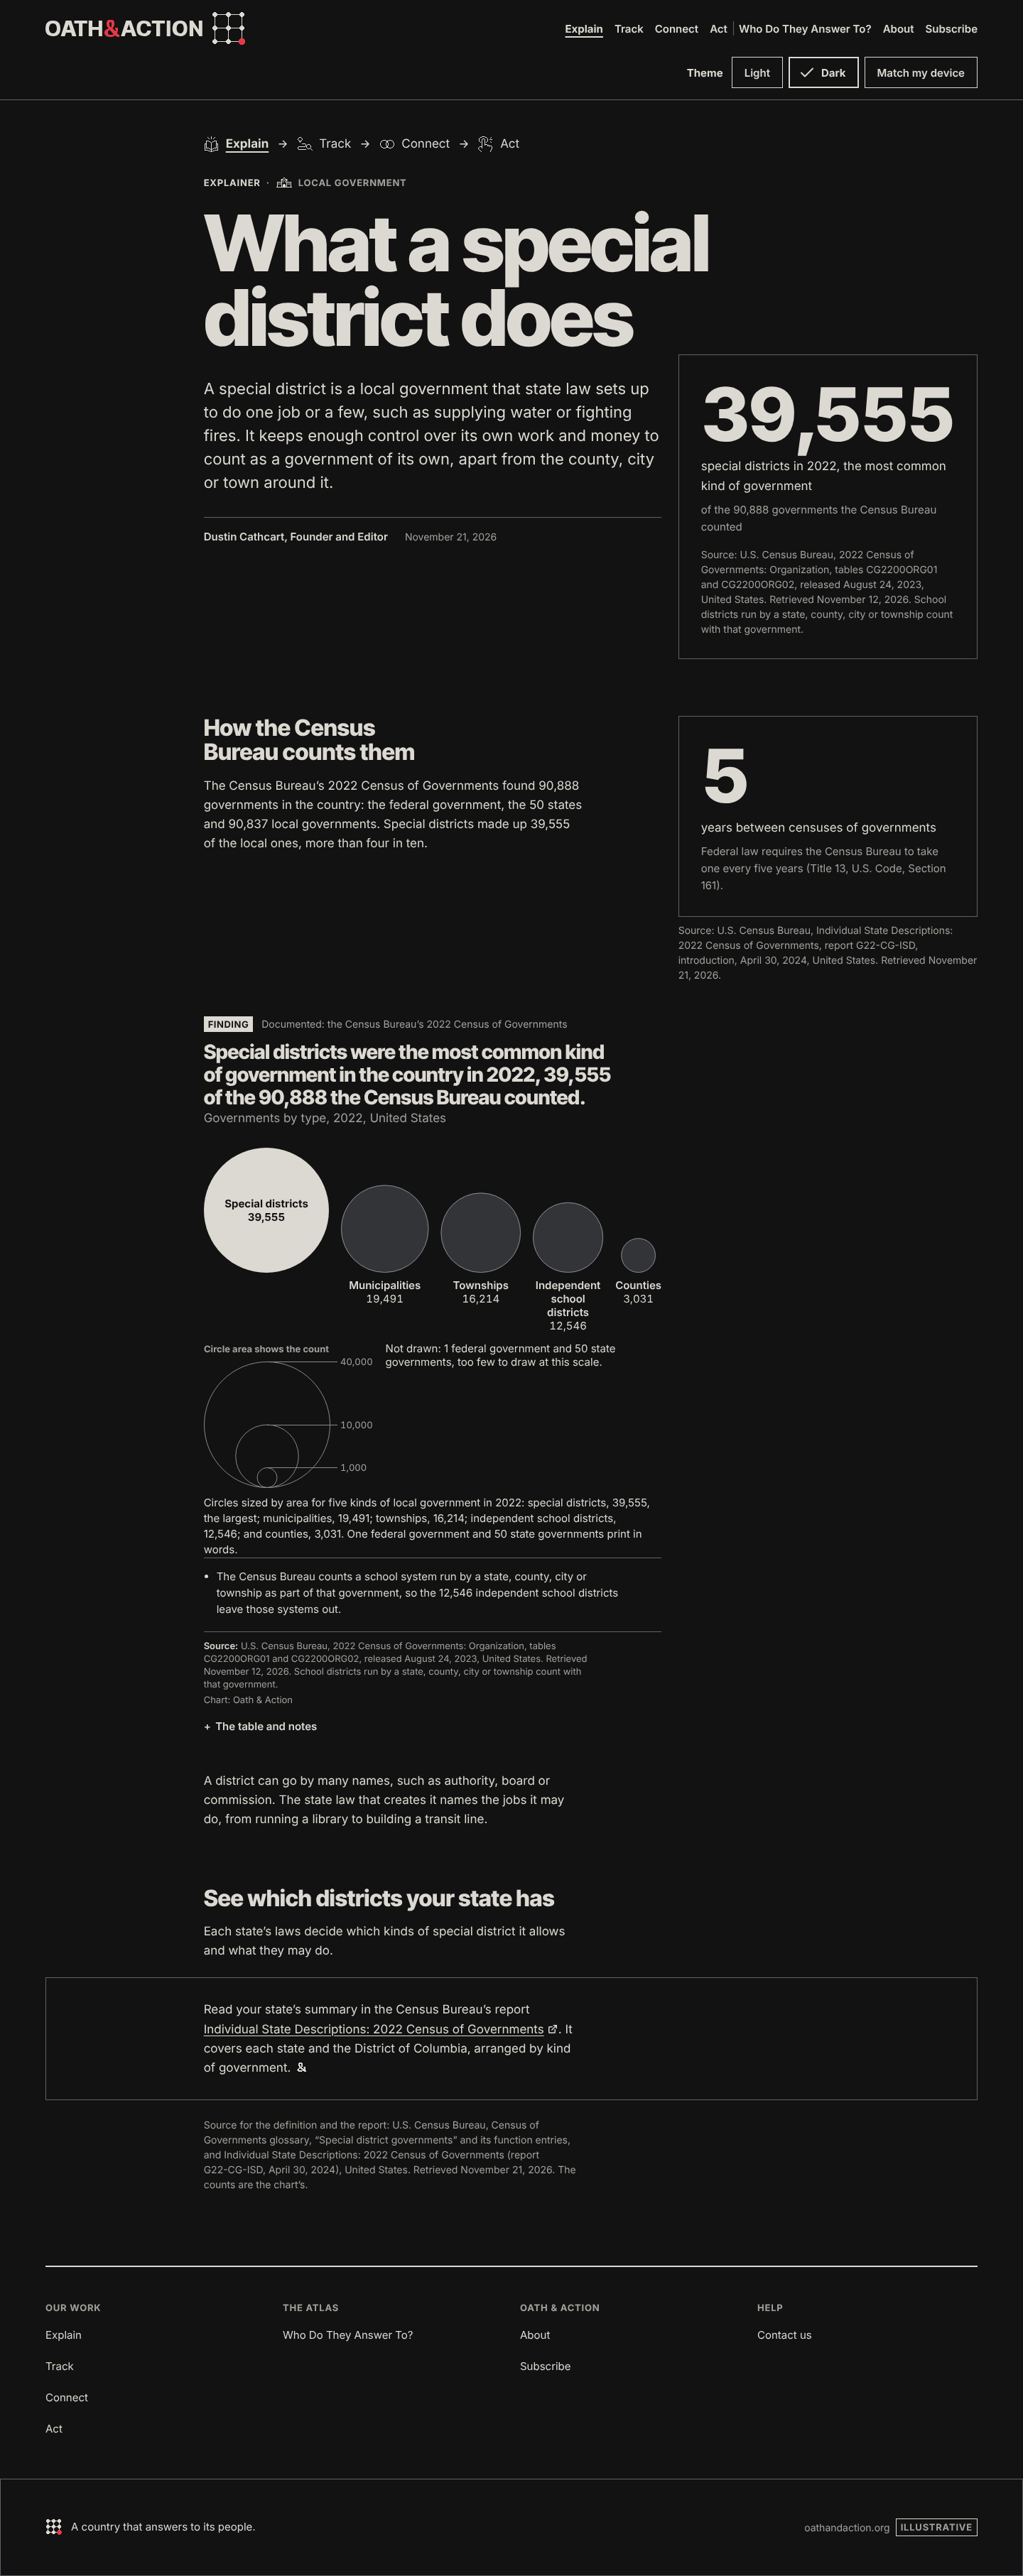 OATH&ACTION
Explain Track Connect Act Who Do They Answer To? About Subscribe
Theme Light Dark Match my device
Explain → Track → Connect → Act
EXPLAINER · LOCAL GOVERNMENT
What a special
district does
A special district is a local government that state law sets up
to do one job or a few, such as supplying water or fighting
fires. It keeps enough control over its own work and money to
count as a government of its own, apart from the county, city
or town around it.
Dustin Cathcart, Founder and Editor November 21, 2026
39,555
special districts in 2022, the most common
kind of government
of the 90,888 governments the Census Bureau
counted
Source: U.S. Census Bureau, 2022 Census of
Governments: Organization, tables CG2200ORG01
and CG2200ORG02, released August 24, 2023,
United States. Retrieved November 12, 2026. School
districts run by a state, county, city or township count
with that government.
How the Census
Bureau counts them
The Census Bureau’s 2022 Census of Governments found 90,888
governments in the country: the federal government, the 50 states
and 90,837 local governments. Special districts made up 39,555
of the local ones, more than four in ten.
5
years between censuses of governments
Federal law requires the Census Bureau to take
one every five years (Title 13, U.S. Code, Section
161).
Source: U.S. Census Bureau, Individual State Descriptions:
2022 Census of Governments, report G22-CG-ISD,
introduction, April 30, 2024, United States. Retrieved November
21, 2026.
FINDING Documented: the Census Bureau’s 2022 Census of Governments
Special districts were the most common kind
of government in the country in 2022, 39,555
of the 90,888 the Census Bureau counted.
Governments by type, 2022, United States
Special districts
39,555
Municipalities
19,491
Townships
16,214
Independent
school
districts
12,546
Counties
3,031
Circle area shows the count
40,000
10,000
1,000
Not drawn: 1 federal government and 50 state
governments, too few to draw at this scale.
Circles sized by area for five kinds of local government in 2022: special districts, 39,555,
the largest; municipalities, 19,491; townships, 16,214; independent school districts,
12,546; and counties, 3,031. One federal government and 50 state governments print in
words.
• The Census Bureau counts a school system run by a state, county, city or
township as part of that government, so the 12,546 independent school districts
leave those systems out.
Source: U.S. Census Bureau, 2022 Census of Governments: Organization, tables
CG2200ORG01 and CG2200ORG02, released August 24, 2023, United States. Retrieved
November 12, 2026. School districts run by a state, county, city or township count with
that government.
Chart: Oath & Action
+ The table and notes
A district can go by many names, such as authority, board or
commission. The state law that creates it names the jobs it may
do, from running a library to building a transit line.
See which districts your state has
Each state’s laws decide which kinds of special district it allows
and what they may do.
Read your state’s summary in the Census Bureau’s report
Individual State Descriptions: 2022 Census of Governments. It
covers each state and the District of Columbia, arranged by kind
of government. &
Source for the definition and the report: U.S. Census Bureau, Census of
Governments glossary, “Special district governments” and its function entries,
and Individual State Descriptions: 2022 Census of Governments (report
G22-CG-ISD, April 30, 2024), United States. Retrieved November 21, 2026. The
counts are the chart’s.
OUR WORK
Explain
Track
Connect
Act
THE ATLAS
Who Do They Answer To?
OATH & ACTION
About
Subscribe
HELP
Contact us
A country that answers to its people.
oathandaction.org ILLUSTRATIVE